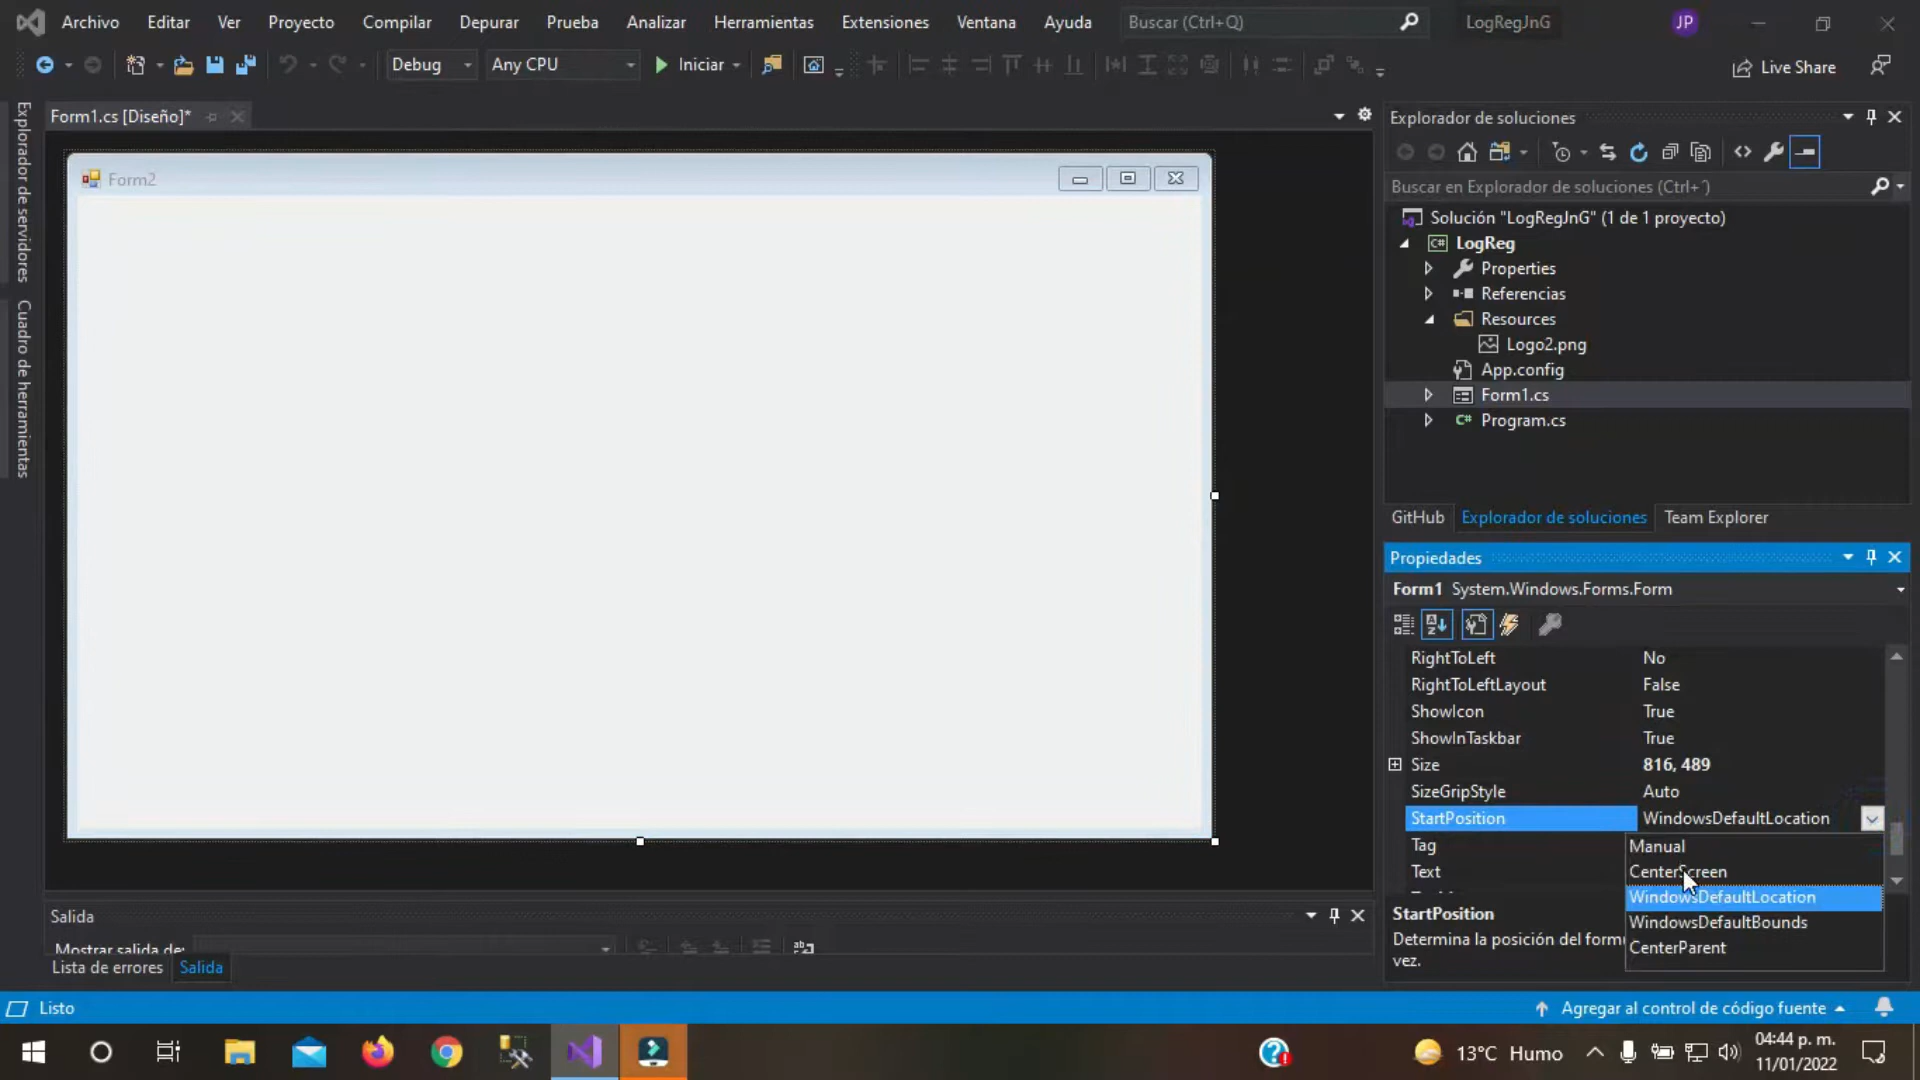 Archivo Editar Ver Proyecto Compilar Depurar Prueba Analizar Herramientas Extensiones Ventana Ayuda Buscar (Ctrl+Q) LogRegJnG JP
Debug Any CPU Iniciar Live Share
Explorador de servidores
Cuadro de herramientas
Form1.cs [Diseño]*
Form2
Explorador de soluciones
Buscar en Explorador de soluciones (Ctrl+´)
Solución "LogRegJnG" (1 de 1 proyecto)
C# LogReg
Properties
Referencias
Resources
Logo2.png
App.config
Form1.cs
C# Program.cs
GitHub Explorador de soluciones Team Explorer
Propiedades
Form1 System.Windows.Forms.Form
RightToLeft No
RightToLeftLayout False
ShowIcon True
ShowInTaskbar True
Size 816, 489
SizeGripStyle Auto
StartPosition WindowsDefaultLocation
Tag
Text
Manual
CenterScreen
WindowsDefaultLocation
WindowsDefaultBounds
CenterParent
StartPosition
Determina la posición del form
vez.
Salida
Mostrar salida de:
Lista de errores Salida
Listo
Agregar al control de código fuente
13°C Humo
04:44 p. m.
11/01/2022